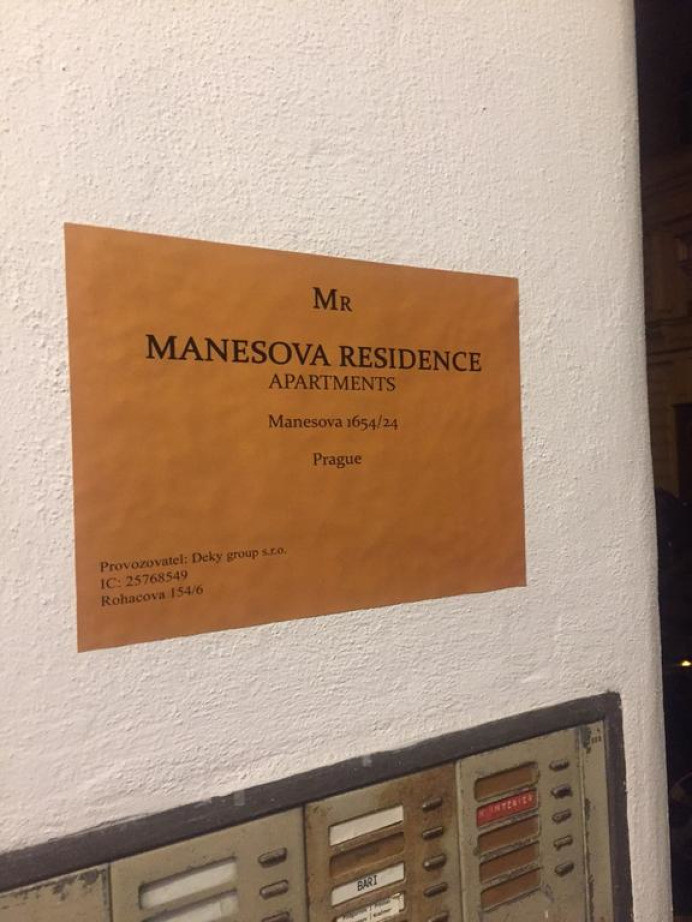 MR
MANESOVA RESIDENCE
APARTMENTS
Manesova 1654/24
Prague
Provozovatel: Deky group s.r.o.
IC: 25768549
Rohacova 154/6
BARI